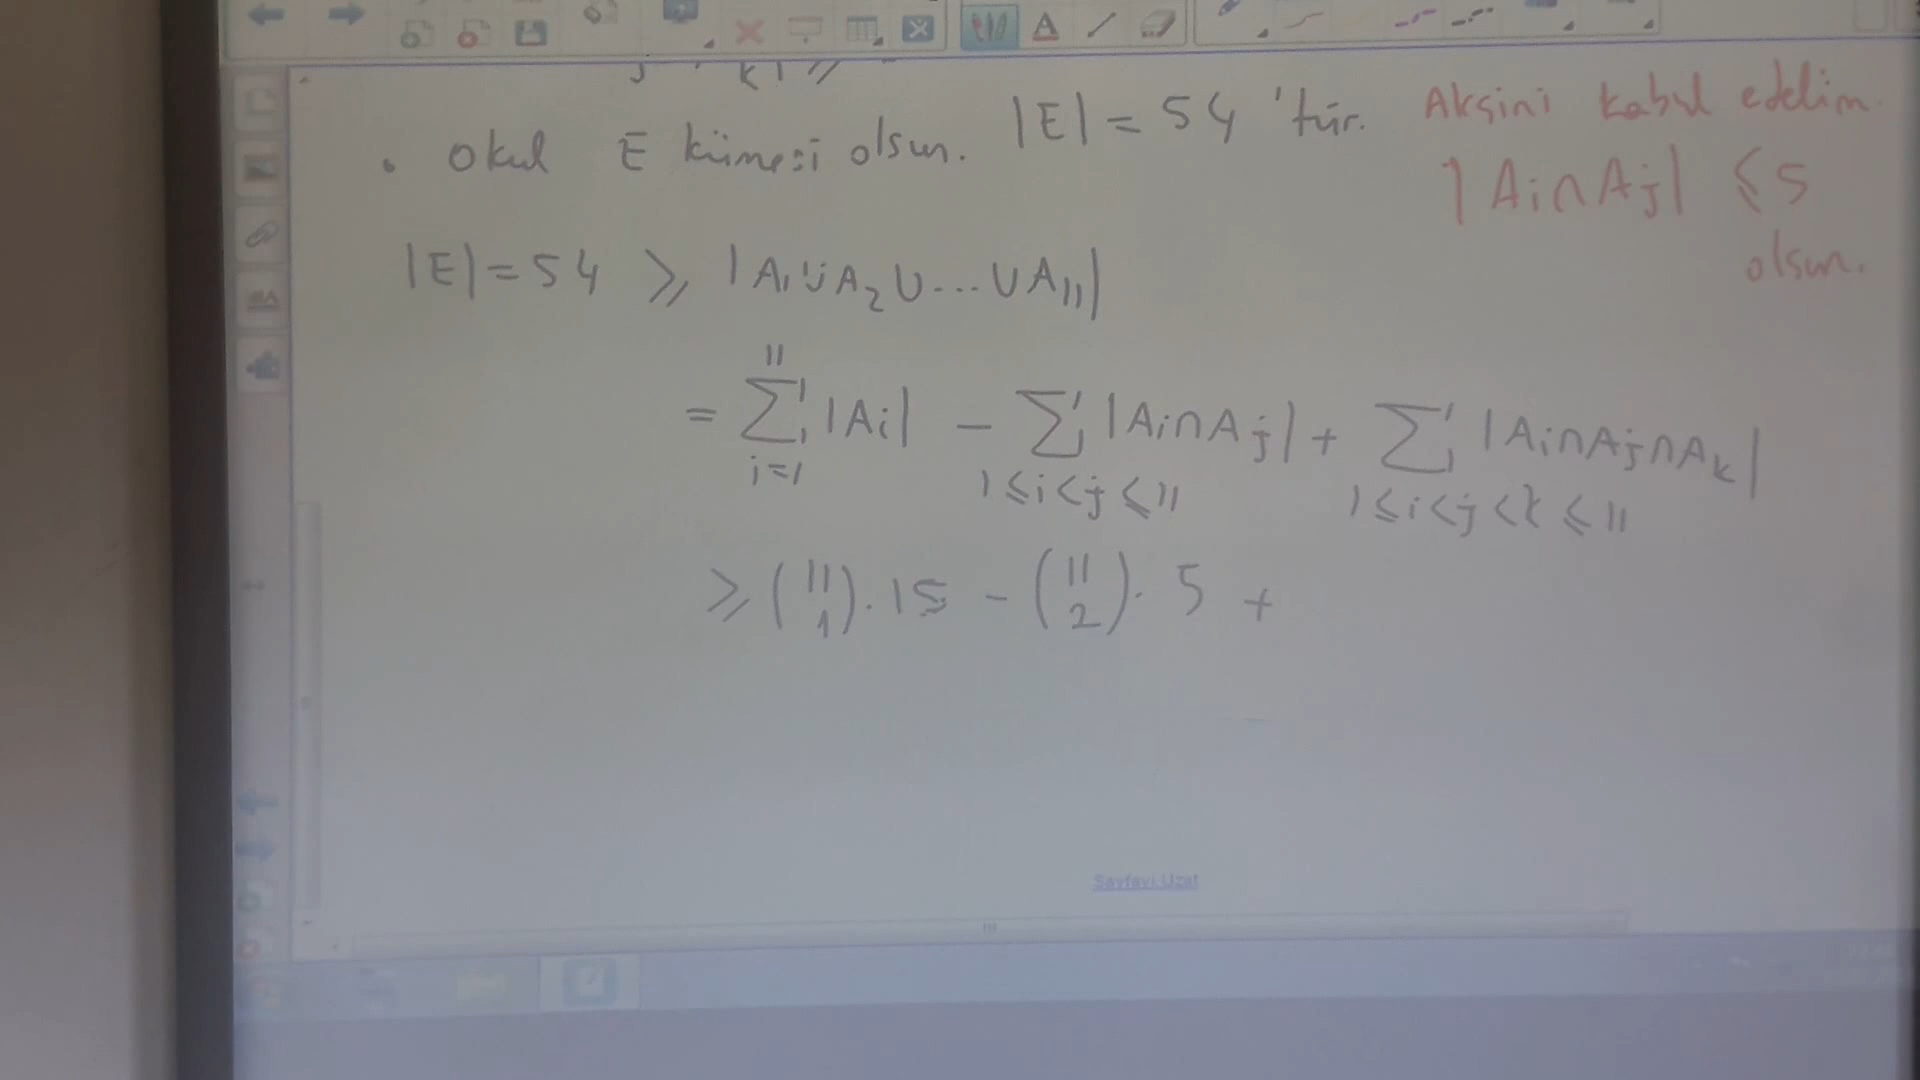 . Okul E kümesi olsun. |E| = 54 'tür.
Aksini kabul edelim
|Ai∩Aj| ≤5
olsun.
|E| = 54 ≥ |A1∪A2∪...∪A11|
= ∑_{i=1}^{11} |Ai| - ∑_{1≤i<j≤11} |Ai∩Aj| + ∑_{1≤i<j<k≤11} |Ai∩Aj∩Ak|
≥ (11 1).15 - (11 2).5 +
Sayfayı Uzat